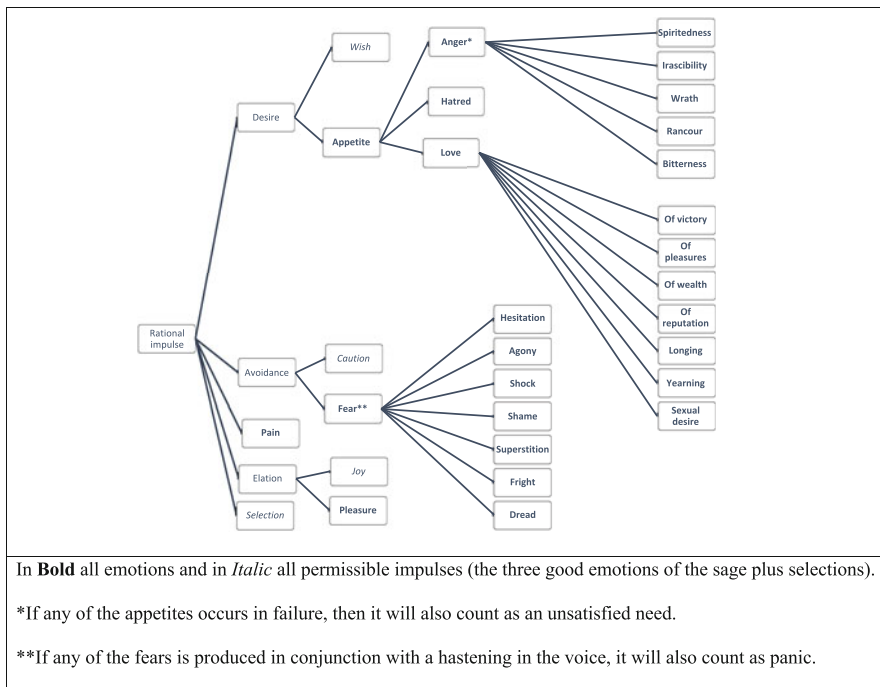 Wish
Anger*
Spiritedness
Irascibility
Hatred
Wrath
Desire
Rancour
Appetite
Love
Bitterness
Of victory
Of
pleasures
Of wealth
Of
reputation
Longing
Yearning
Sexual
desire
Rational
impulse
Hesitation
Agony
Avoidance
Caution
Shock
Fear**
Shame
Pain
Superstition
Elation
Joy
Fright
Selection
Pleasure
Dread
In Bold all emotions and in Italic all permissible impulses (the three good emotions of the sage plus selections).
*If any of the appetites occurs in failure, then it will also count as an unsatisfied need.
**If any of the fears is produced in conjunction with a hastening in the voice, it will also count as panic.